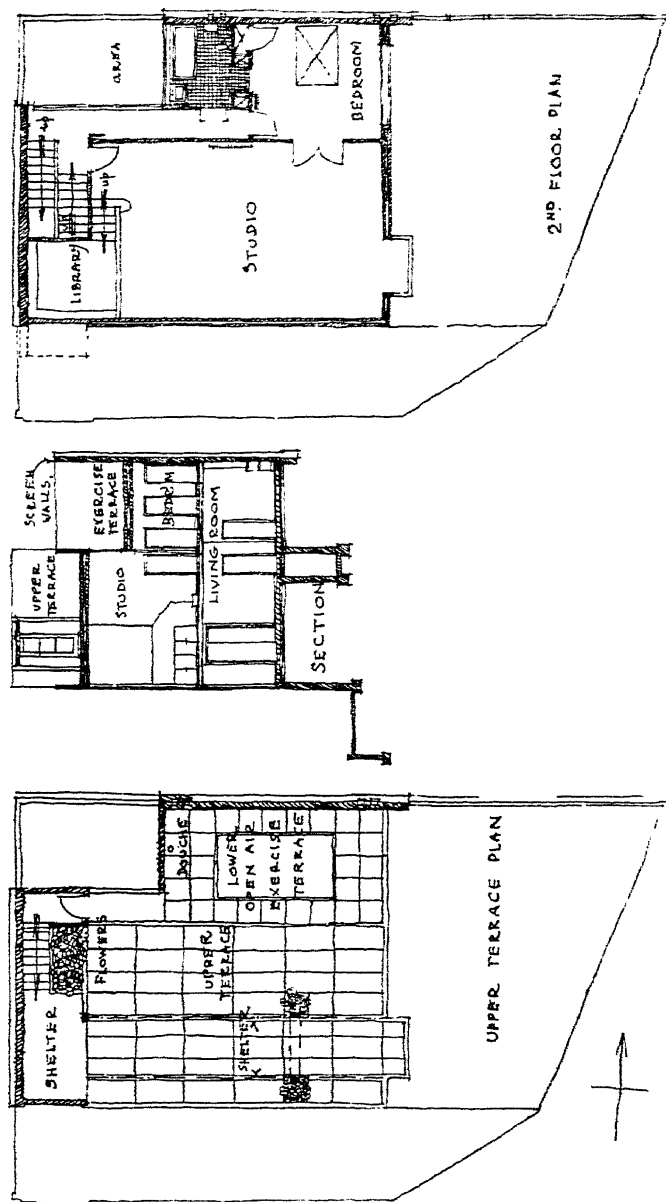 AREA
up
up
LIBRARY
STUDIO
BEDROOM
2ND FLOOR PLAN
SCREEN
WALLS.
UPPER
TERRACE
EXERCISE
TERRACE
STUDIO
BEDR'M
LIVING ROOM
SECTION
SHELTER
FLOWERS
DOUCHE
UPPER
TERRACE
LOWER
OPEN AIR
EXERCISE
TERRACE
SHELTER
UPPER TERRACE PLAN